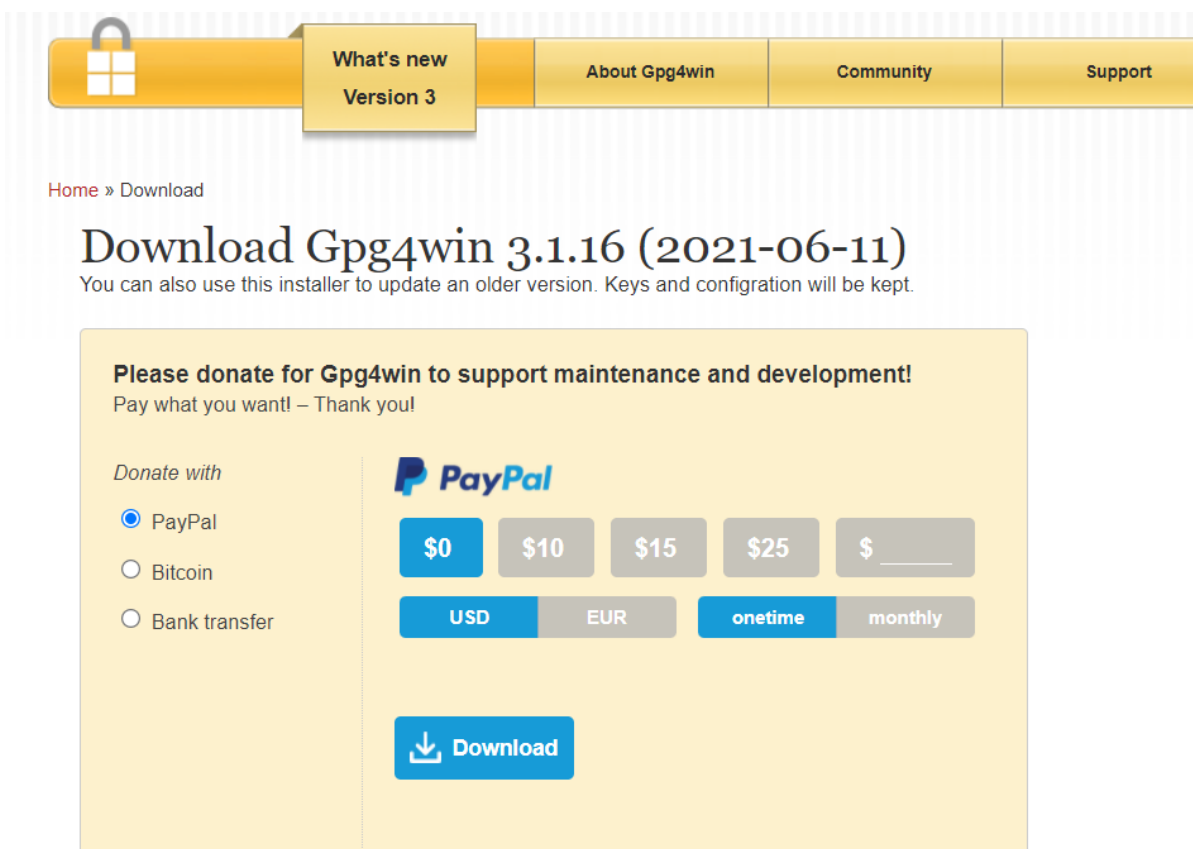 What's new
Version 3
About Gpg4win
Community
Support
Home » Download
Download Gpg4win 3.1.16 (2021-06-11)
You can also use this installer to update an older version. Keys and configration will be kept.
Please donate for Gpg4win to support maintenance and development!
Pay what you want! – Thank you!
Donate with
PayPal
PayPal
Bitcoin
Bank transfer
$0 $10 $15 $25 $ ____
USD EUR onetime monthly
Download